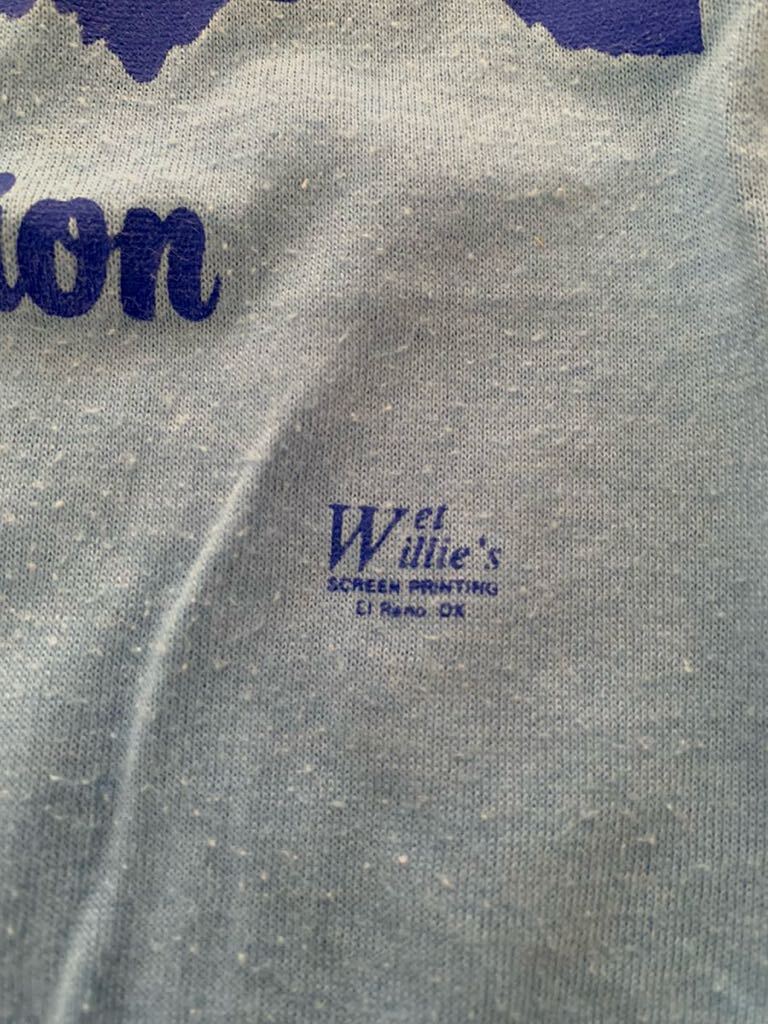 ion
Wet
Willie's
SCREEN PRINTING
El Reno OK